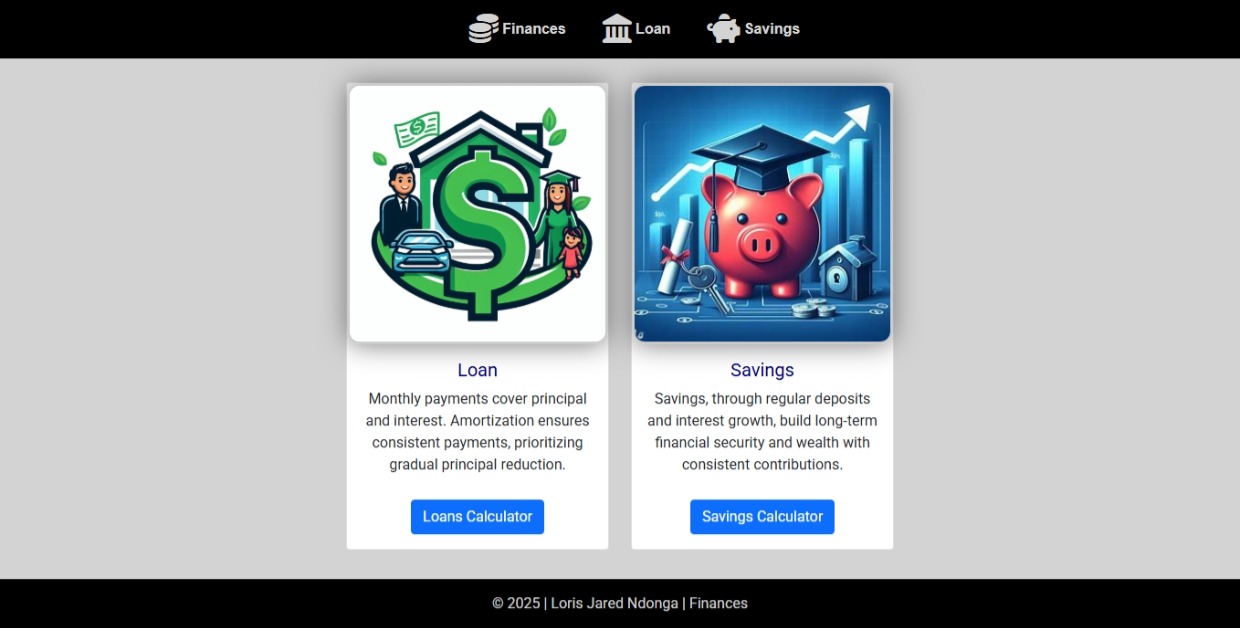 Finances Loan Savings
$
$
Loan
Monthly payments cover principal
and interest. Amortization ensures
consistent payments, prioritizing
gradual principal reduction.
Loans Calculator
Savings
Savings, through regular deposits
and interest growth, build long-term
financial security and wealth with
consistent contributions.
Savings Calculator
© 2025 | Loris Jared Ndonga | Finances